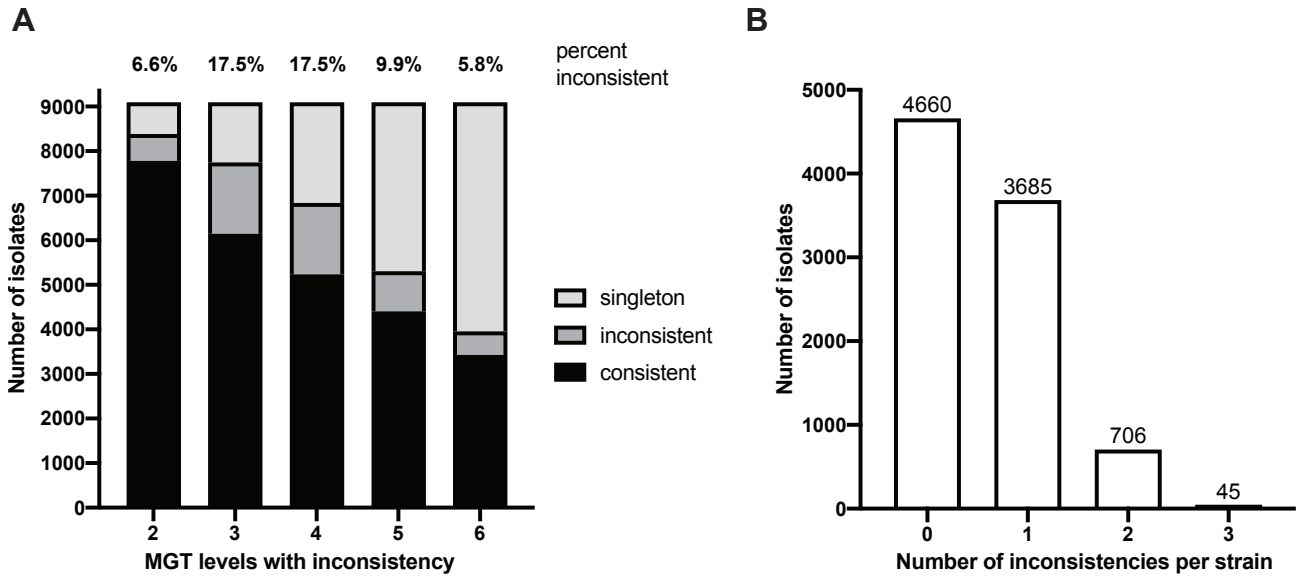 A
6.6% 17.5% 17.5% 9.9% 5.8%
percent
inconsistent
Number of isolates
9000
8000
7000
6000
5000
4000
3000
2000
1000
0
2 3 4 5 6
MGT levels with inconsistency
singleton
inconsistent
consistent
B
Number of isolates
5000
4000
3000
2000
1000
0
4660
3685
706
45
0 1 2 3
Number of inconsistencies per strain